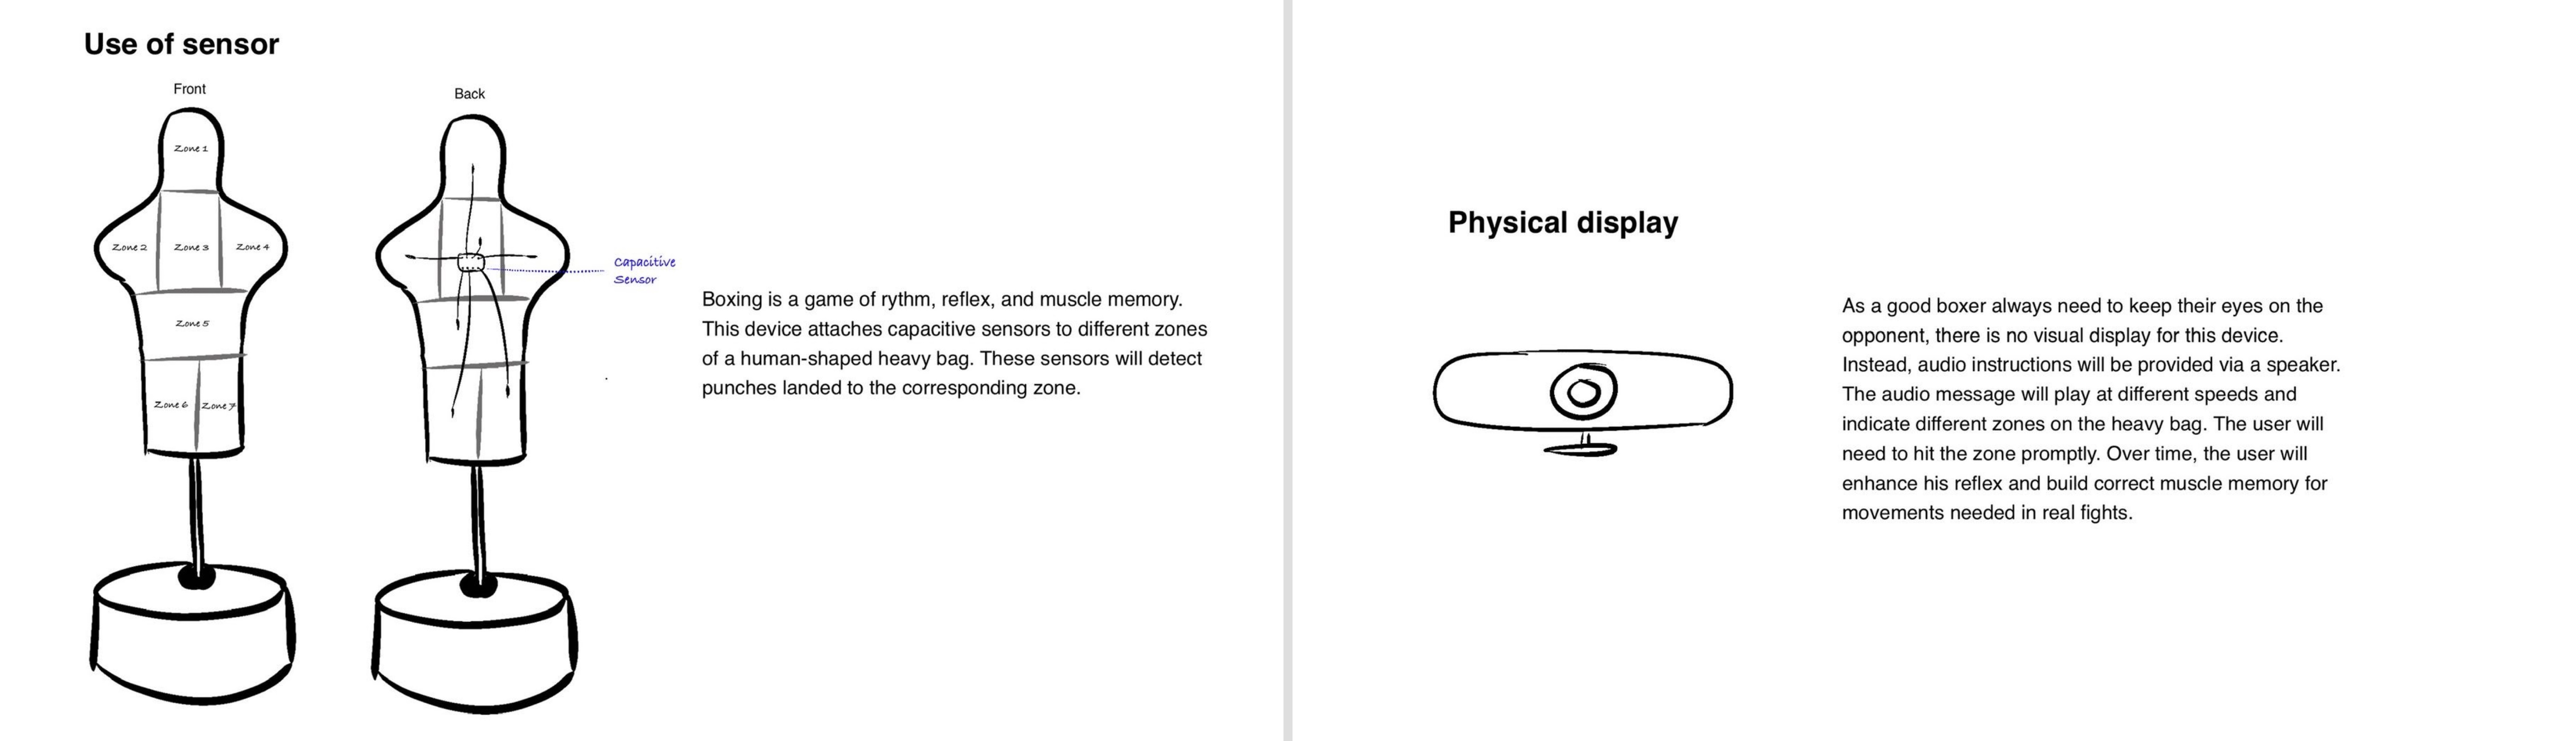 Use of sensor
Front
Back
Zone 1
Zone 2
Zone 3
Zone 4
Zone 5
Zone 6
Zone 7
Capacitive
Sensor
Boxing is a game of rythm, reflex, and muscle memory.
This device attaches capacitive sensors to different zones
of a human-shaped heavy bag. These sensors will detect
punches landed to the corresponding zone.
Physical display
As a good boxer always need to keep their eyes on the
opponent, there is no visual display for this device.
Instead, audio instructions will be provided via a speaker.
The audio message will play at different speeds and
indicate different zones on the heavy bag. The user will
need to hit the zone promptly. Over time, the user will
enhance his reflex and build correct muscle memory for
movements needed in real fights.